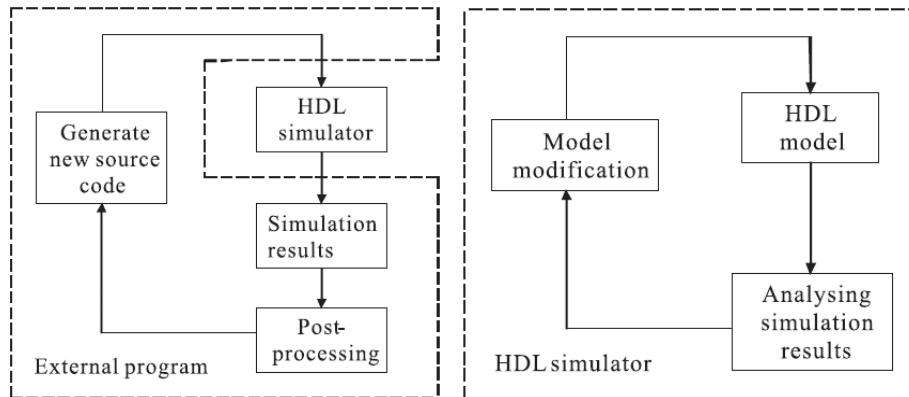 HDL
simulator
Generate
new source
code
Simulation
results
Post-
processing
External program
HDL
model
Model
modification
Analysing
simulation
results
HDL simulator